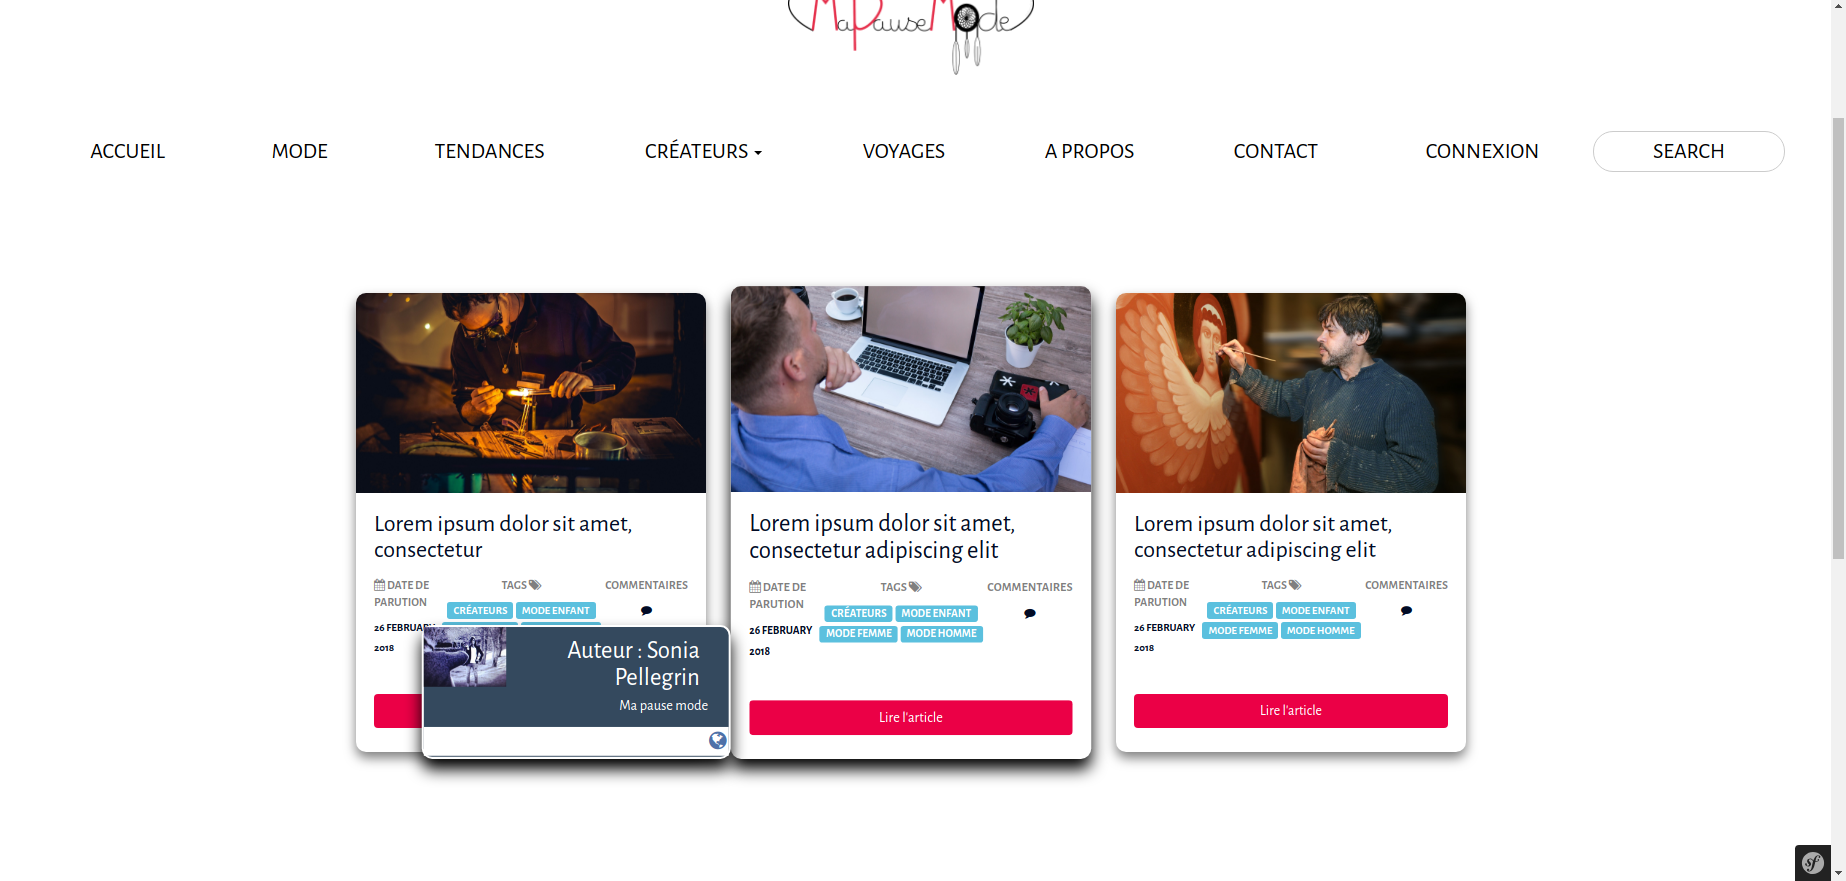 MaPauseMode
ACCUEIL MODE TENDANCES CRÉATEURS VOYAGES A PROPOS CONTACT CONNEXION SEARCH
Lorem ipsum dolor sit amet,
consectetur
DATE DE
PARUTION
26 FEBRUARY
2018
TAGS
CRÉATEURS MODE ENFANT
COMMENTAIRES
Auteur : Sonia
Pellegrin
Ma pause mode
Lorem ipsum dolor sit amet,
consectetur adipiscing elit
DATE DE
PARUTION
26 FEBRUARY
2018
TAGS
CRÉATEURS MODE ENFANT
MODE FEMME MODE HOMME
COMMENTAIRES
Lire l'article
Lorem ipsum dolor sit amet,
consectetur adipiscing elit
DATE DE
PARUTION
26 FEBRUARY
2018
TAGS
CRÉATEURS MODE ENFANT
MODE FEMME MODE HOMME
COMMENTAIRES
Lire l'article
sf